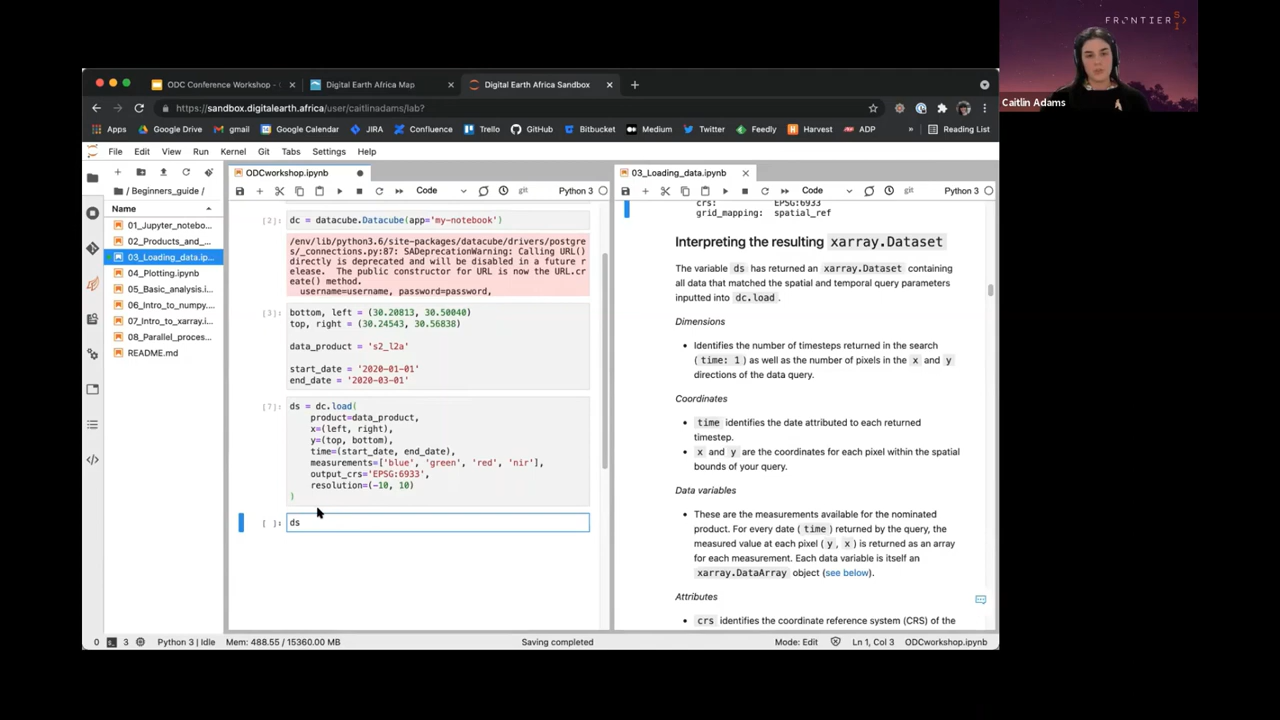 FRONTIER SI
Caitlin Adams
ODC Conference Workshop -
Digital Earth Africa Map
Digital Earth Africa Sandbox
https://sandbox.digitalearth.africa/user/caitlinadams/lab?
Apps Google Drive gmail Google Calendar JIRA Confluence Trello GitHub Bitbucket Medium Twitter Feedly Harvest ADP » Reading List
File Edit View Run Kernel Git Tabs Settings Help
/ Beginners_guide /
Name
01_Jupyter_notebo...
02_Products_and_...
03_Loading_data.ip...
04_Plotting.ipynb
05_Basic_analysis.i...
06_Intro_to_numpy...
07_Intro_to_xarray.i...
08_Parallel_proces...
README.md
ODCworkshop.ipynb
Code git Python 3
[2]: dc = datacube.Datacube(app='my-notebook')
/env/lib/python3.6/site-packages/datacube/drivers/postgre
s/_connections.py:87: SADeprecationWarning: Calling URL()
directly is deprecated and will be disabled in a future r
elease. The public constructor for URL is now the URL.cr
eate() method.
username=username, password=password,
[3]: bottom, left = (30.20813, 30.50040)
top, right = (30.24543, 30.56838)
data_product = 's2_l2a'
start_date = '2020-01-01'
end_date = '2020-03-01'
[7]: ds = dc.load(
product=data_product,
x=(left, right),
y=(top, bottom),
time=(start_date, end_date),
measurements=['blue', 'green', 'red', 'nir'],
output_crs='EPSG:6933',
resolution=(-10, 10)
)
[ ]: ds
03_Loading_data.ipynb
Code git Python 3
crs: EPSG:6933
grid_mapping: spatial_ref
Interpreting the resulting xarray.Dataset
The variable ds has returned an xarray.Dataset containing
all data that matched the spatial and temporal query parameters
inputted into dc.load.
Dimensions
• Identifies the number of timesteps returned in the search
(time: 1) as well as the number of pixels in the x and y
directions of the data query.
Coordinates
• time identifies the date attributed to each returned
timestep.
• x and y are the coordinates for each pixel within the spatial
bounds of your query.
Data variables
• These are the measurements available for the nominated
product. For every date (time) returned by the query, the
measured value at each pixel (y, x) is returned as an array
for each measurement. Each data variable is itself an
xarray.DataArray object (see below).
Attributes
• crs identifies the coordinate reference system (CRS) of the
0 3 Python 3 | Idle Mem: 488.55 / 15360.00 MB Saving completed Mode: Edit Ln 1, Col 3 ODCworkshop.ipynb